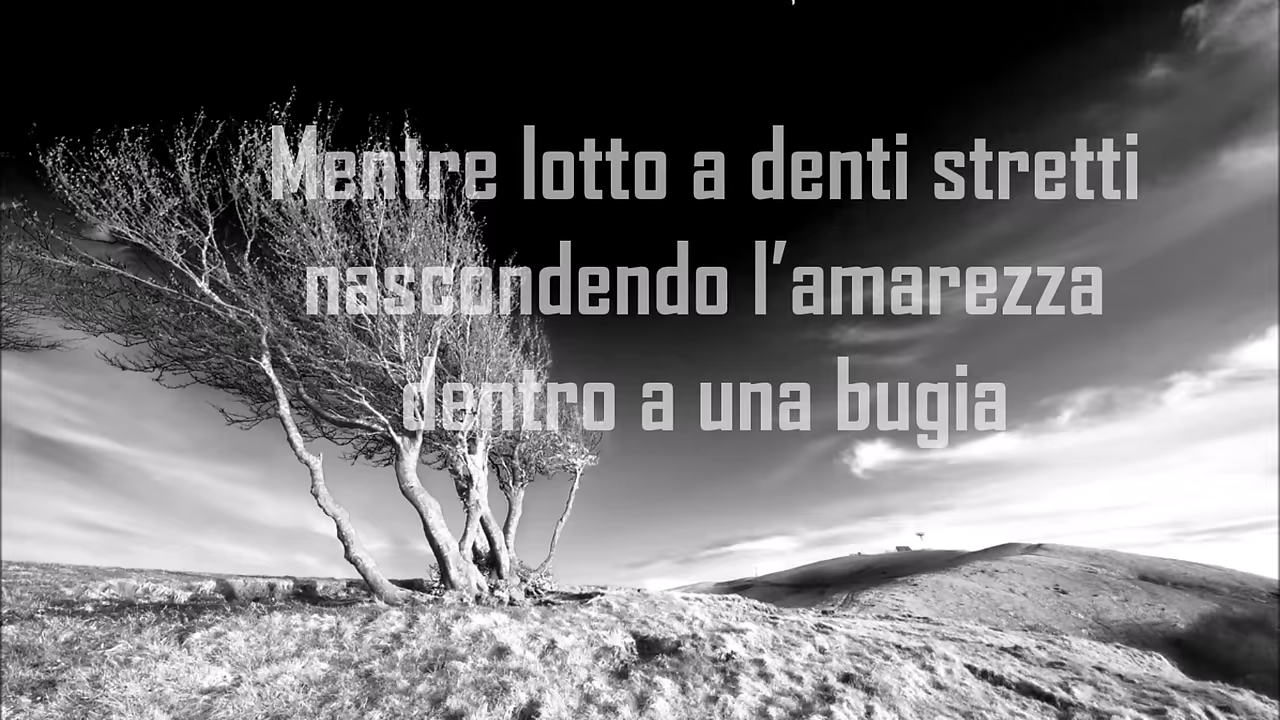 Mentre lotto a denti stretti
nascondendo l’amarezza
dentro a una bugia